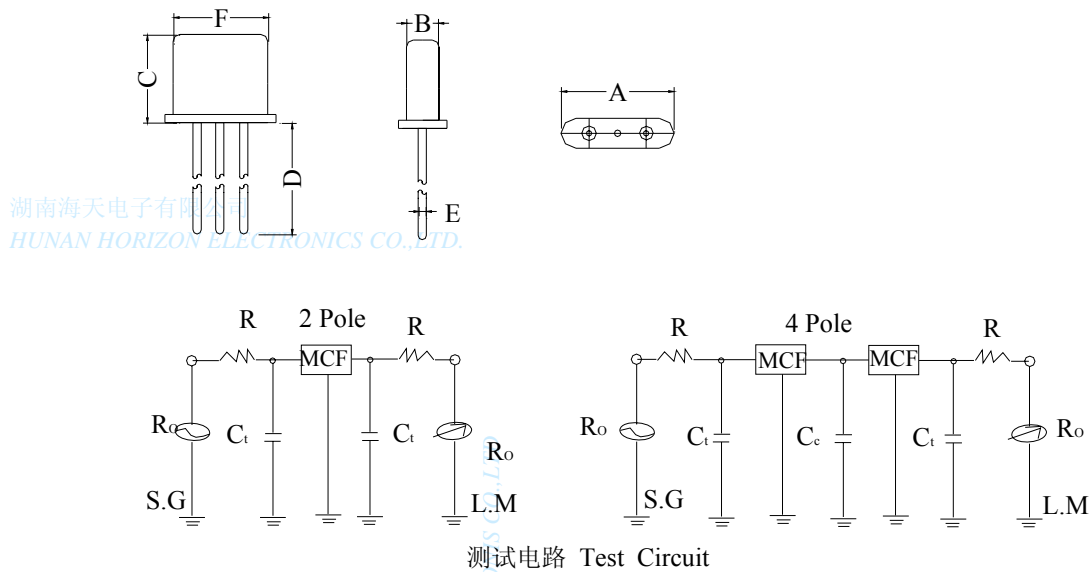 F
B
C
A
D
E
湖南海天电子有限公司
HUNAN HORIZON ELECTRONICS CO.,LTD.
R
2 Pole
R
MCF
Ro
Ct
Ct
Ro
S.G
L.M
R
4 Pole
R
MCF
MCF
Ro
Ct
Cc
Ct
Ro
S.G
L.M
测试电路 Test Circuit